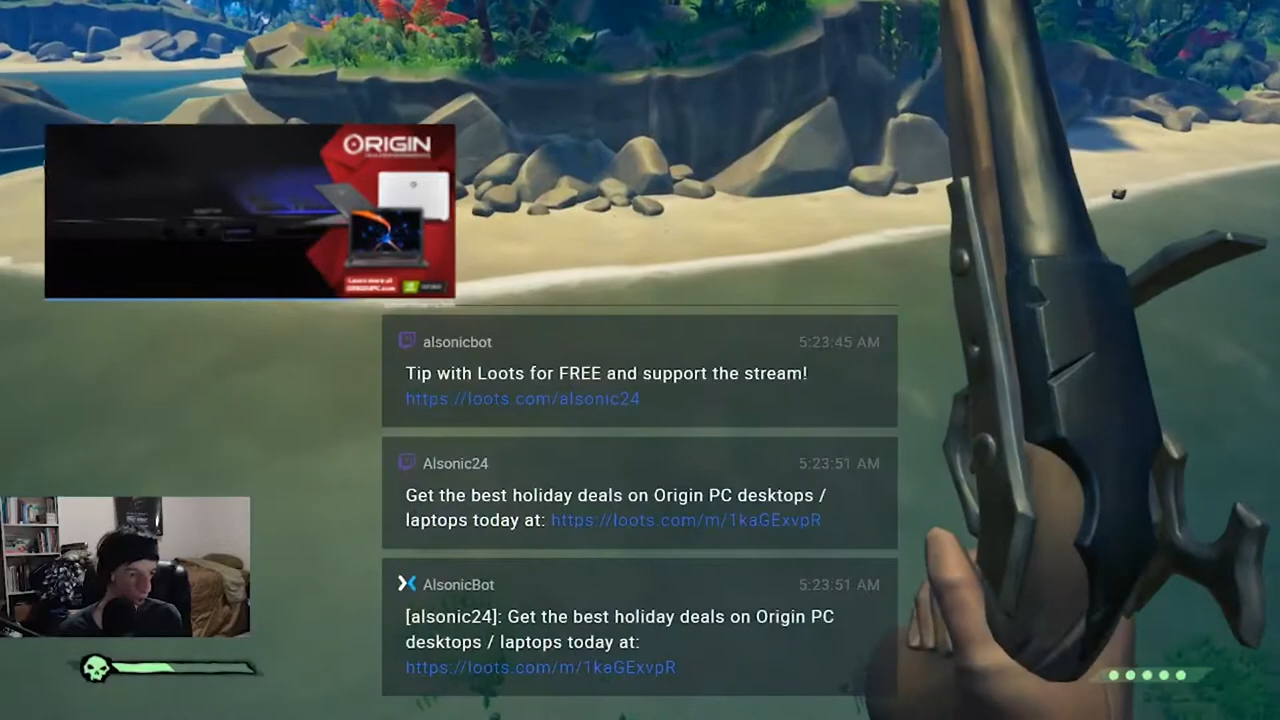 ORIGIN
alsonicbot 5:23:45 AM
Tip with Loots for FREE and support the stream!
https://loots.com/alsonic24
Alsonic24 5:23:51 AM
Get the best holiday deals on Origin PC desktops /
laptops today at: https://loots.com/m/1kaGExvpR
AlsonicBot 5:23:51 AM
[alsonic24]: Get the best holiday deals on Origin PC
desktops / laptops today at:
https://loots.com/m/1kaGExvpR